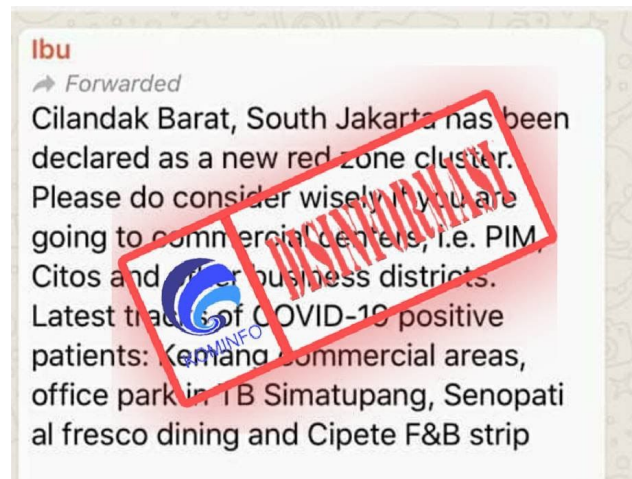 Ibu
Forwarded
Cilandak Barat, South Jakarta has been
declared as a new red zone cluster.
Please do consider wisely if you are
going to commercial centers, i.e. PIM,
Citos and other business districts.
Latest tracks of COVID-19 positive
patients: Kemang commercial areas,
office park in TB Simatupang, Senopati
al fresco dining and Cipete F&B strip
KOMINFO
DISINFORMASI